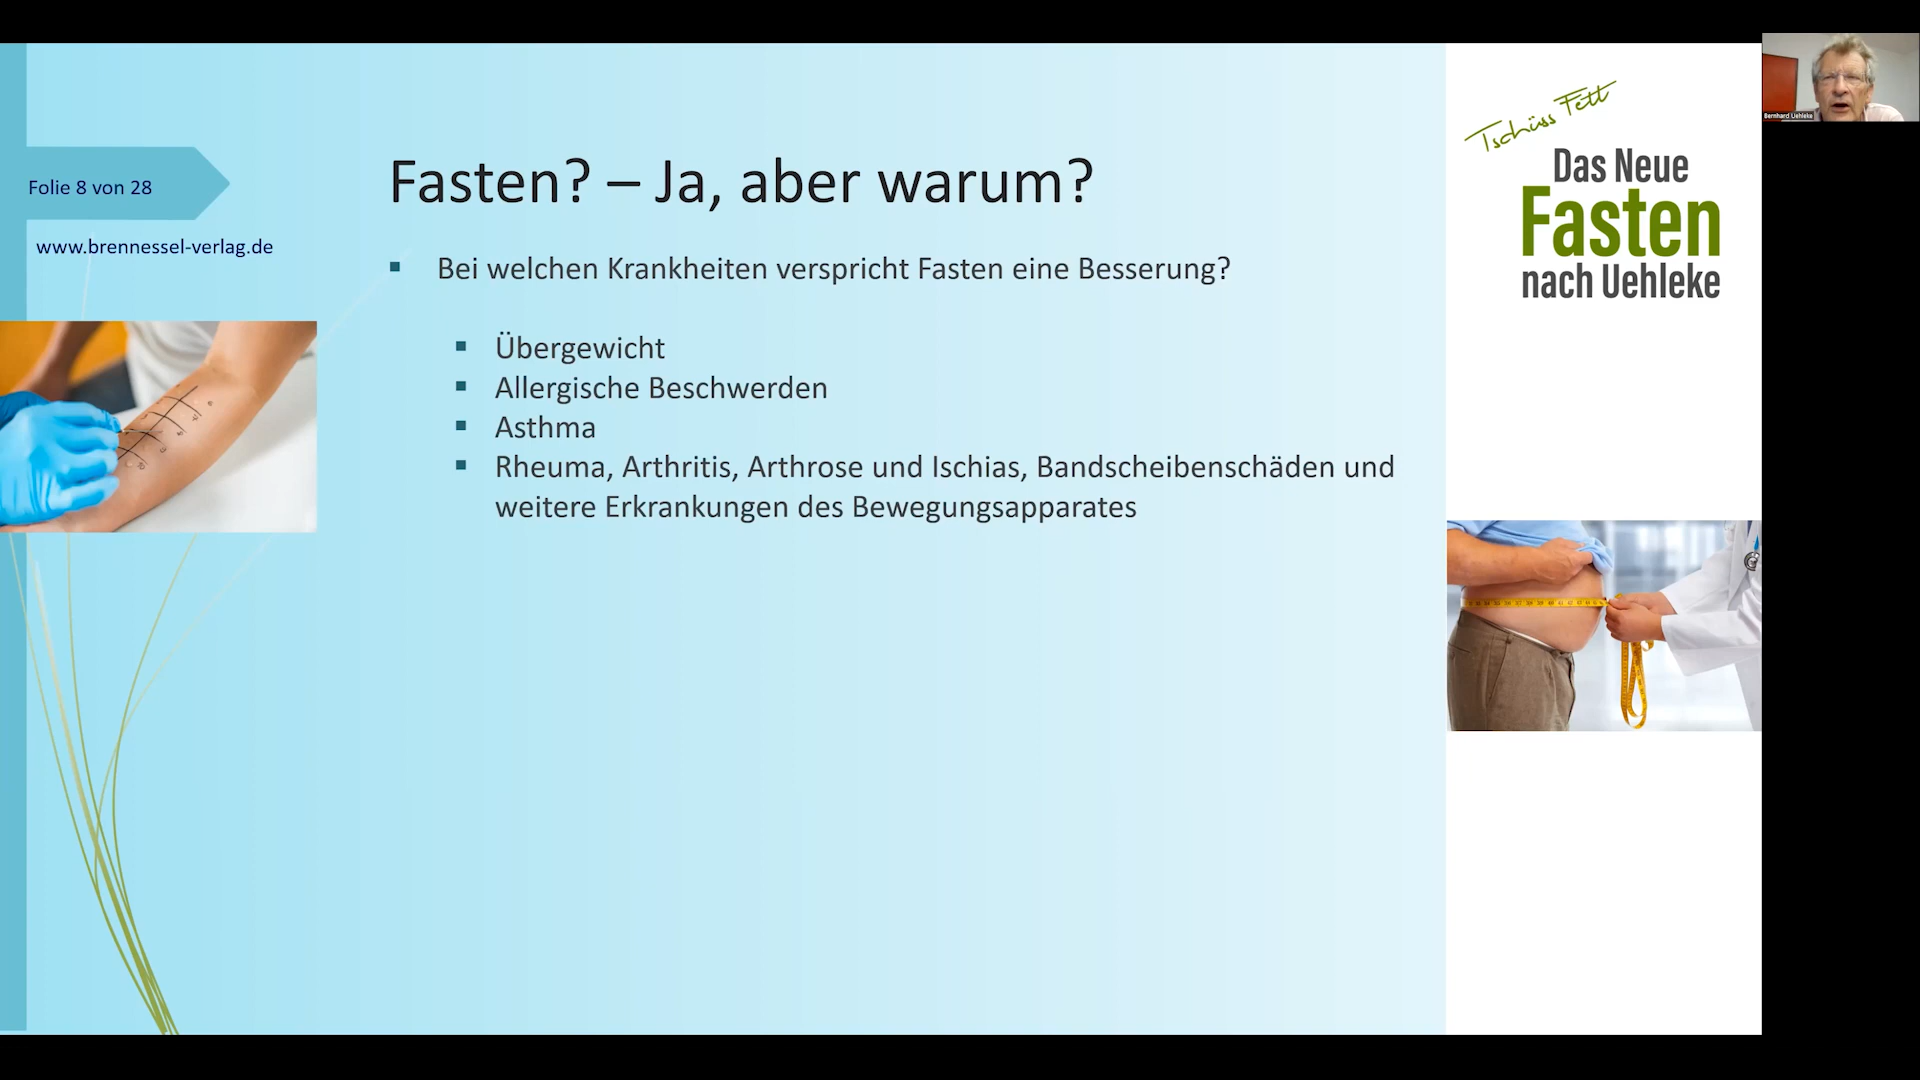 Folie 8 von 28
www.brennessel-verlag.de
Fasten? – Ja, aber warum?
▪ Bei welchen Krankheiten verspricht Fasten eine Besserung?
▪ Übergewicht
▪ Allergische Beschwerden
▪ Asthma
▪ Rheuma, Arthritis, Arthrose und Ischias, Bandscheibenschäden und
weitere Erkrankungen des Bewegungsapparates
Tschüss Fett
Das Neue
Fasten
nach Uehleke
Bernhard Uehleke